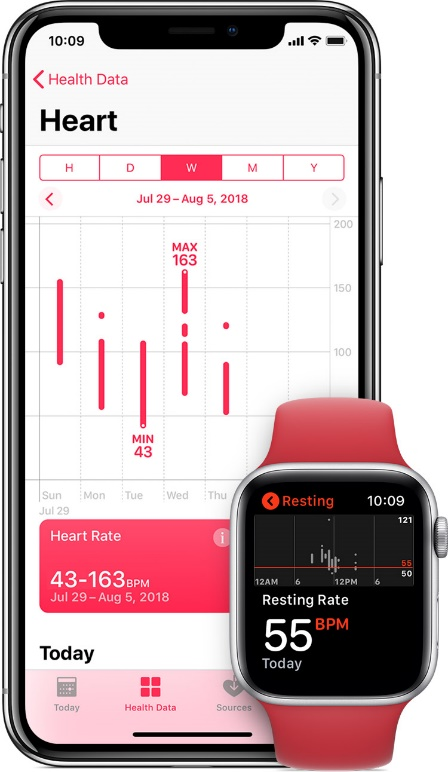 10:09
Health Data
Heart
H D W M Y
Jul 29 – Aug 5, 2018
200
MAX
163
150
100
MIN
43
Sun Mon Tue Wed Thu
Jul 29
Heart Rate
43-163BPM
Jul 29 – Aug 5, 2018
Today
Today Health Data Sources
Resting 10:09
121
55
50
12AM 6 12PM 6
Resting Rate
55 BPM
Today